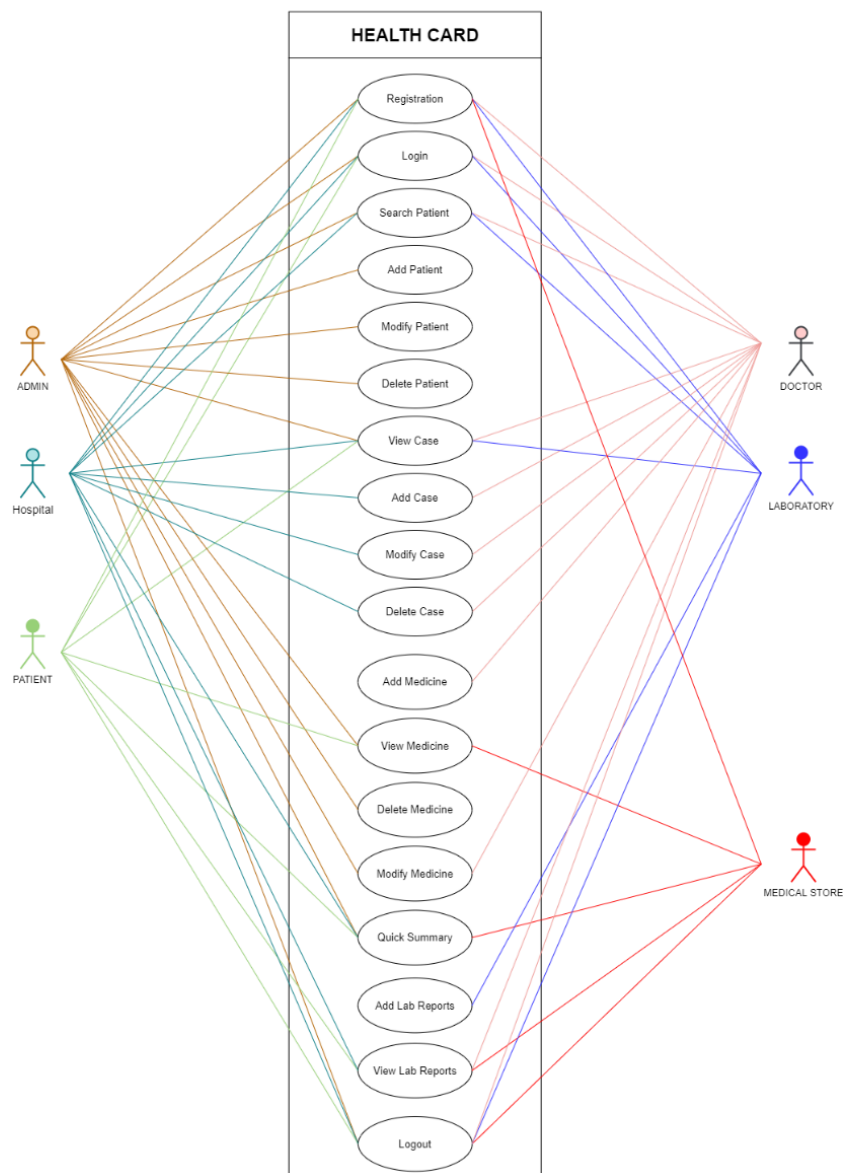 HEALTH CARD
Registration
Login
Search Patient
Add Patient
Modify Patient
ADMIN
DOCTOR
Delete Patient
View Case
Add Case
Hospital
LABORATORY
Modify Case
Delete Case
PATIENT
Add Medicine
View Medicine
Delete Medicine
Modify Medicine
MEDICAL STORE
Quick Summary
Add Lab Reports
View Lab Reports
Logout